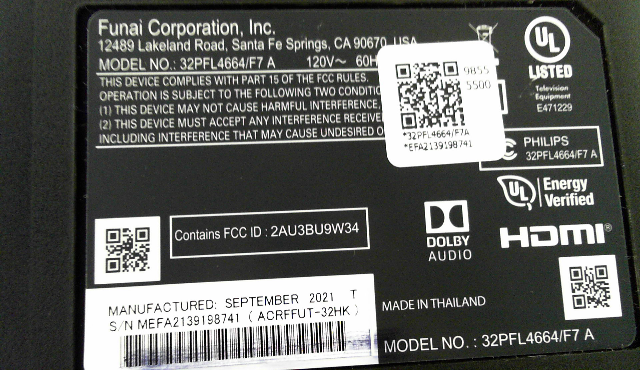 Funai Corporation, Inc.
12489 Lakeland Road, Santa Fe Springs, CA 90670, USA
MODEL NO.: 32PFL4664/F7 A 120V~ 60H
THIS DEVICE COMPLIES WITH PART 15 OF THE FCC RULES.
OPERATION IS SUBJECT TO THE FOLLOWING TWO CONDITIO
(1) THIS DEVICE MAY NOT CAUSE HARMFUL INTERFERENCE,
(2) THIS DEVICE MUST ACCEPT ANY INTERFERENCE RECEIVE
INCLUDING INTERFERENCE THAT MAY CAUSE UNDESIRED O
9855
5500
*32PFL4664/F7A
*EFA2139198741
UL
LISTED
Television
Equipment
E471229
PHILIPS
32PFL4664/F7 A
UL Energy
Verified
Contains FCC ID : 2AU3BU9W34
DOLBY
AUDIO
HDMI®
MANUFACTURED: SEPTEMBER 2021 T
S/N MEFA2139198741 (ACRFFUT-32HK)
MADE IN THAILAND
MODEL NO. : 32PFL4664/F7 A